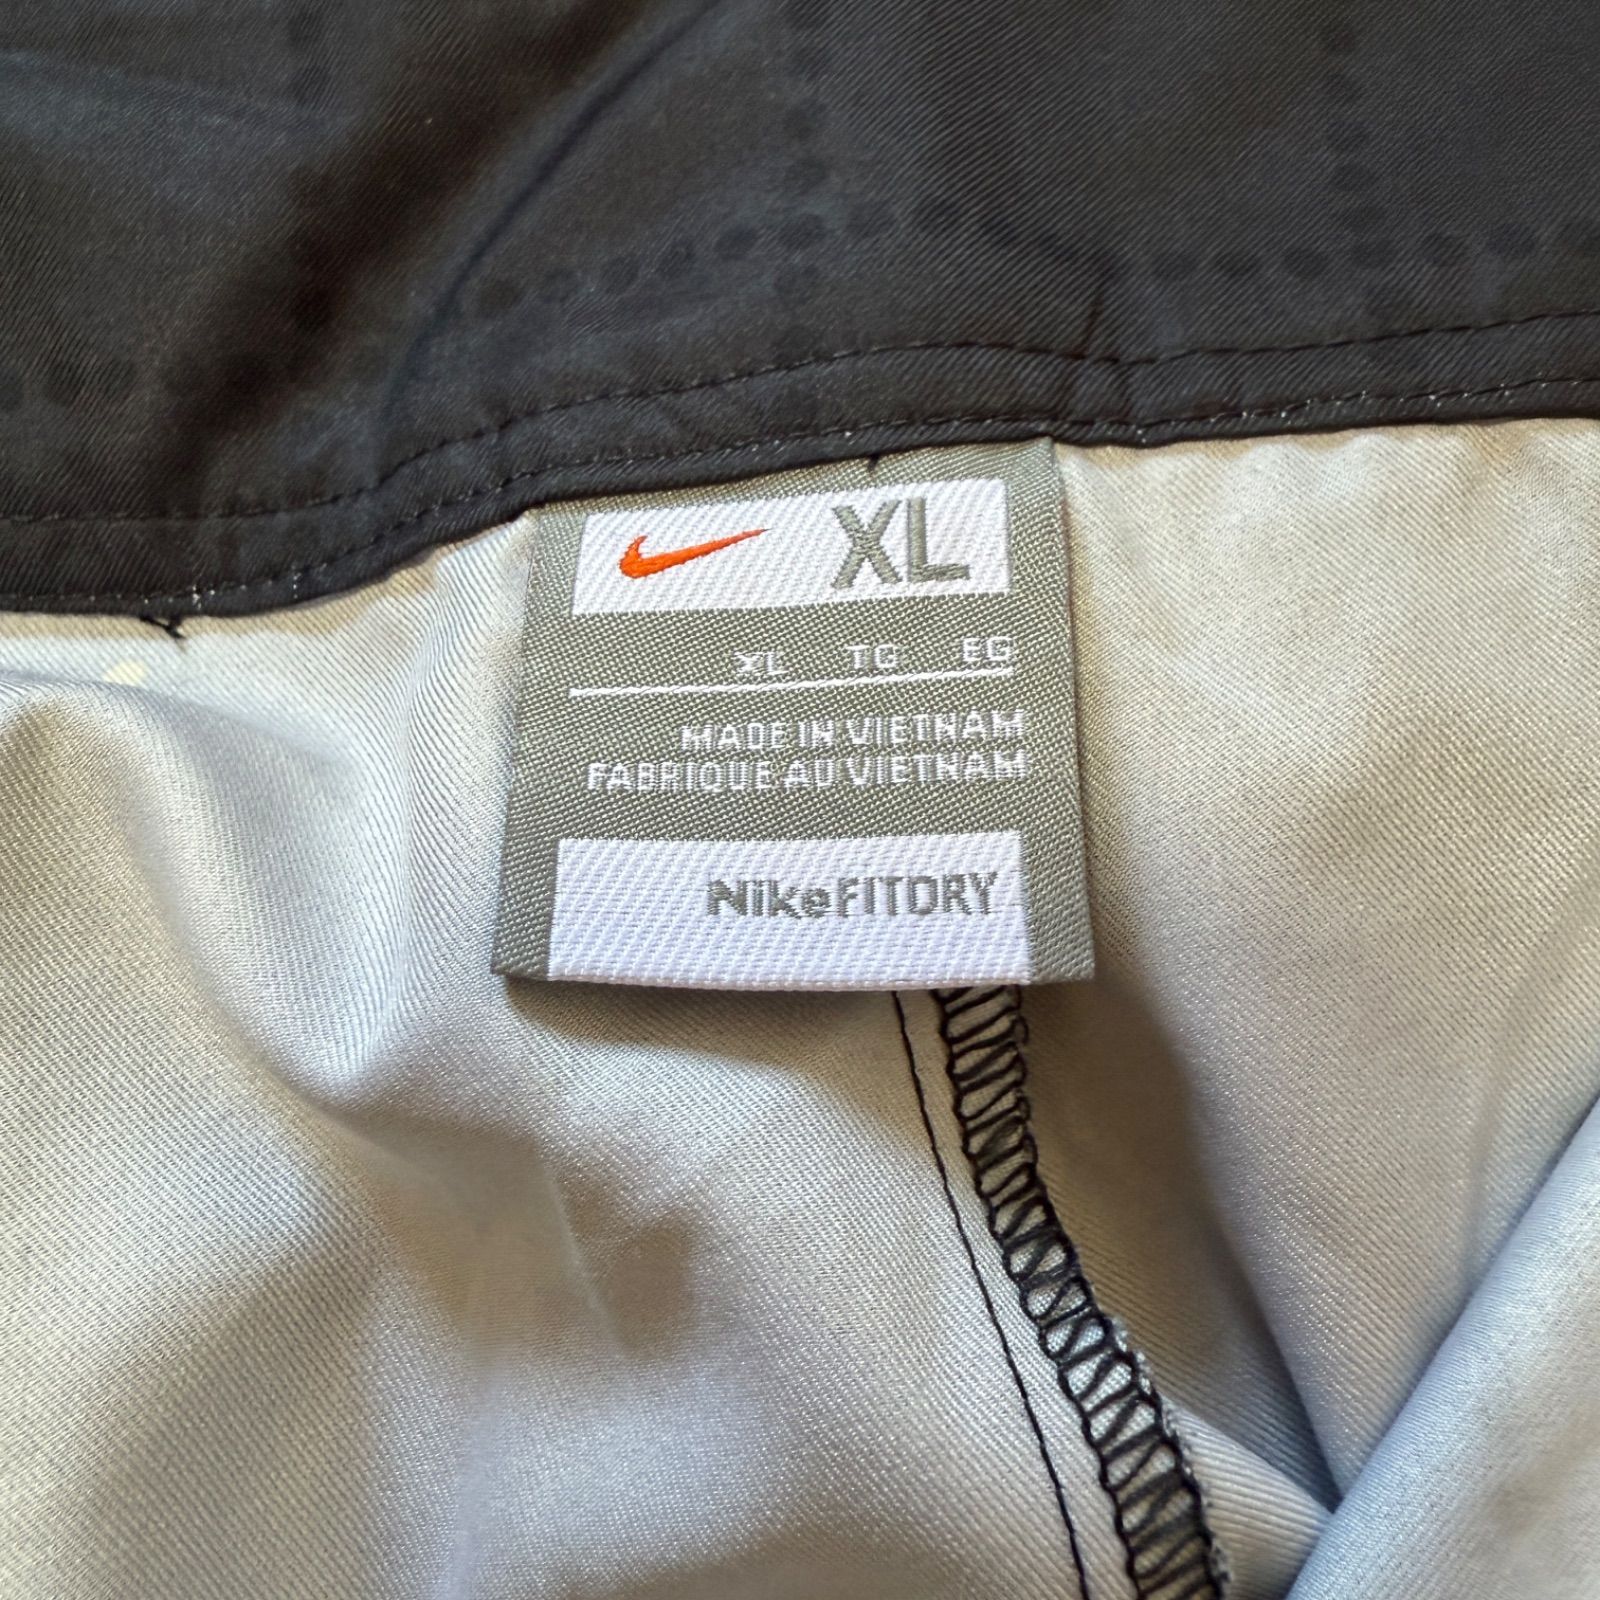 XL
XL TG EG
MADE IN VIETNAM
FABRIQUE AU VIETNAM
NikeFITDRY